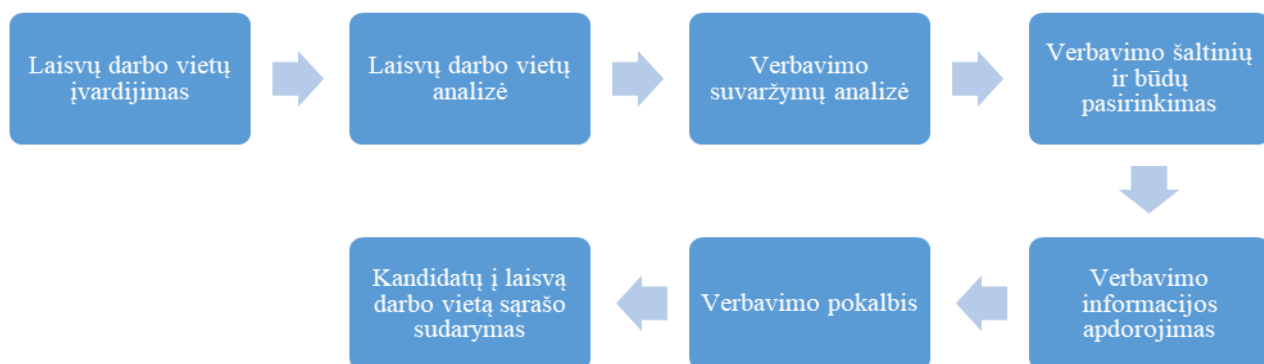 Laisvų darbo vietų
įvardijimas
Laisvų darbo vietų
analizė
Verbavimo
suvaržymų analizė
Verbavimo šaltinių
ir būdų
pasirinkimas
Verbavimo
informacijos
apdorojimas
Verbavimo pokalbis
Kandidatų į laisvą
darbo vietą sąrašo
sudarymas